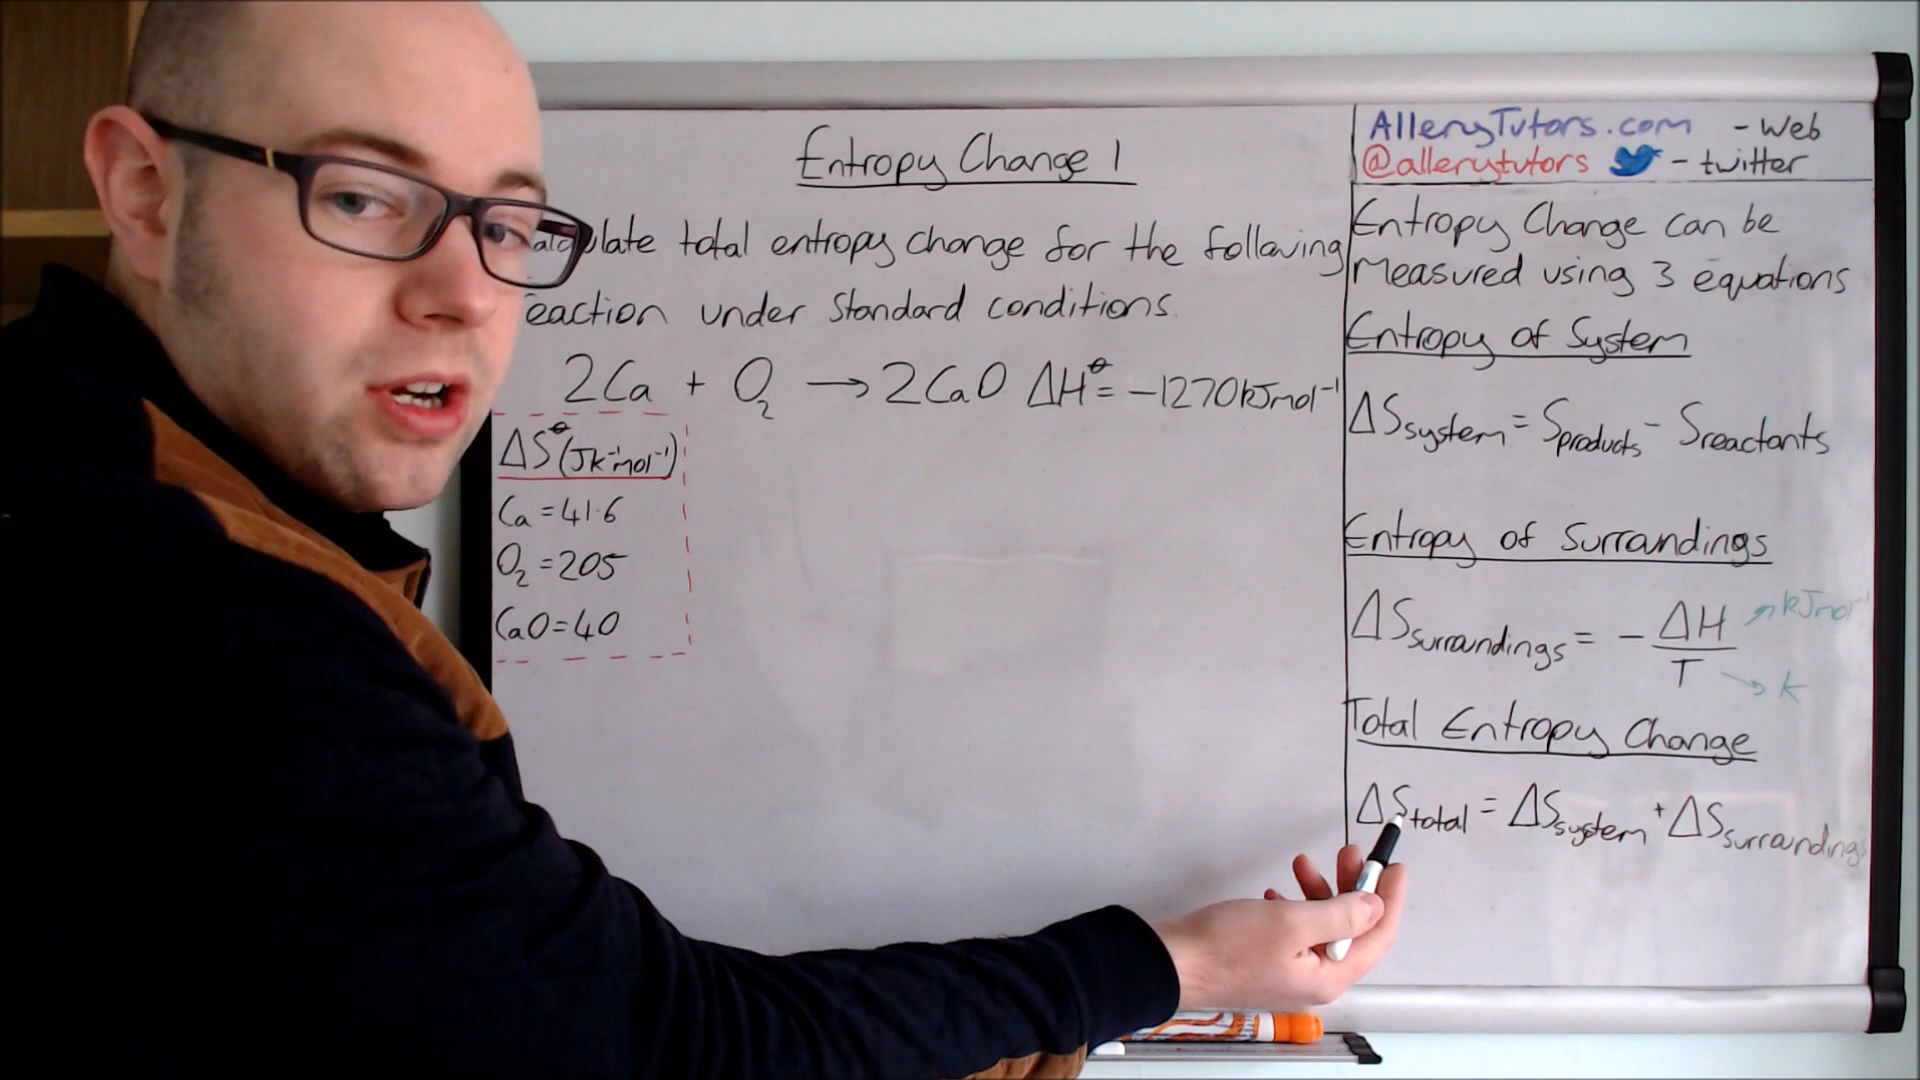 Entropy Change 1
late total entropy change for the following
eaction under standard conditions.
2Ca + O₂ → 2CaO ΔH⊖= -1270kJmol⁻¹
ΔS⊖(Jk⁻¹mol⁻¹)
Ca = 41.6
O₂ = 205
CaO = 40
AlleryTutors.com - Web
@allerytutors - twitter
Entropy Change can be
measured using 3 equations
Entropy of System
ΔSsystem = Sproducts - Sreactants
Entropy of Surroundings
ΔSsurroundings = - ΔH/T
kJmol⁻¹
k
Total Entropy Change
ΔStotal = ΔSsystem + ΔSsurroundings